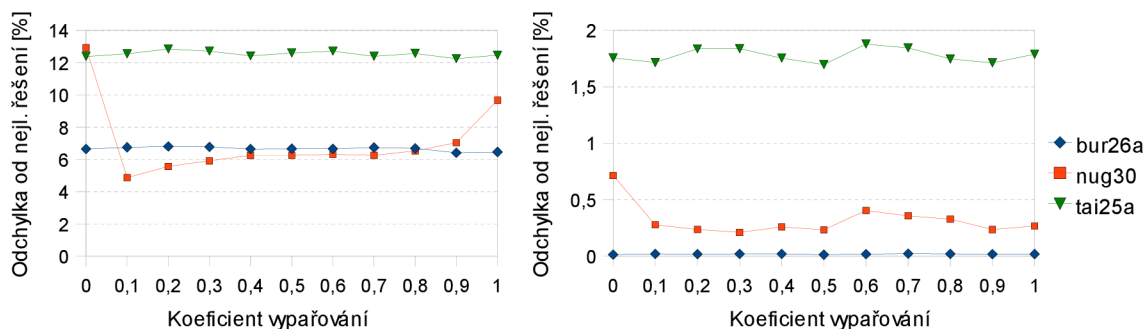 Odchylka od nejl. řešení [%]
14
12
10
8
6
4
2
0
0 0,1 0,2 0,3 0,4 0,5 0,6 0,7 0,8 0,9 1
Koeficient vypařování
Odchylka od nejl. řešení [%]
2
1,5
1
0,5
0
0 0,1 0,2 0,3 0,4 0,5 0,6 0,7 0,8 0,9 1
Koeficient vypařování
bur26a
nug30
tai25a